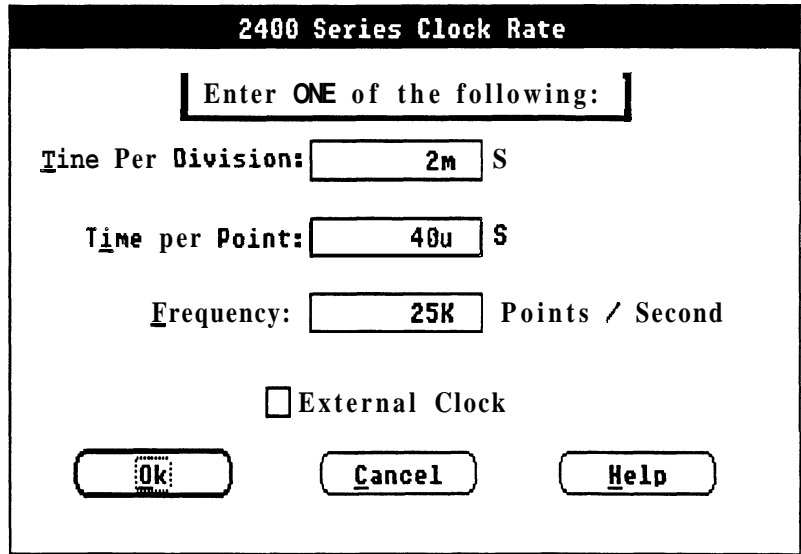 2400 Series Clock Rate
Enter ONE of the following:
Tine Per Division: 2m S
Time per Point: 40u S
Frequency: 25K Points / Second
External Clock
Ok Cancel Help